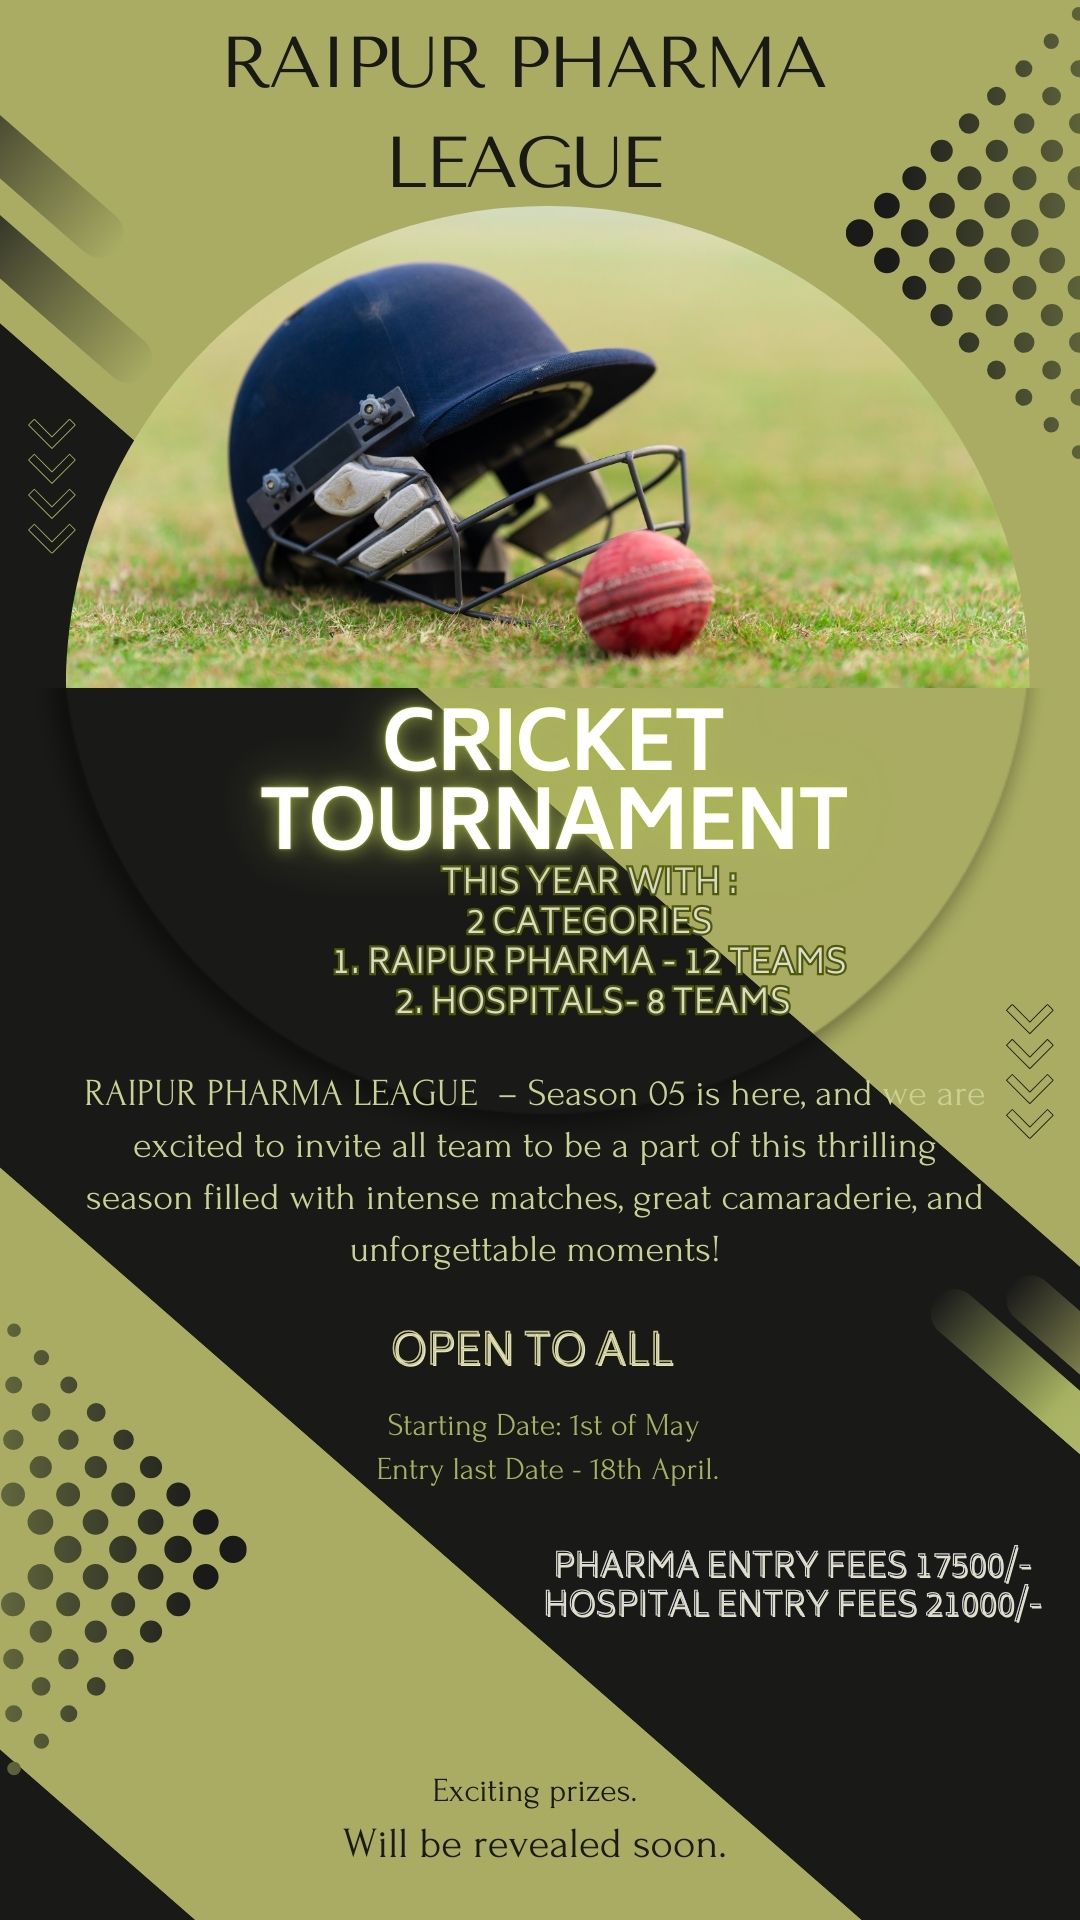 RAIPUR PHARMA
LEAGUE
CRICKET
TOURNAMENT
THIS YEAR WITH :
2 CATEGORIES
1. RAIPUR PHARMA - 12 TEAMS
2. HOSPITALS- 8 TEAMS
RAIPUR PHARMA LEAGUE – Season 05 is here, and we are
excited to invite all team to be a part of this thrilling
season filled with intense matches, great camaraderie, and
unforgettable moments!
OPEN TO ALL
Starting Date: 1st of May
Entry last Date - 18th April.
PHARMA ENTRY FEES 17500/-
HOSPITAL ENTRY FEES 21000/-
Exciting prizes.
Will be revealed soon.